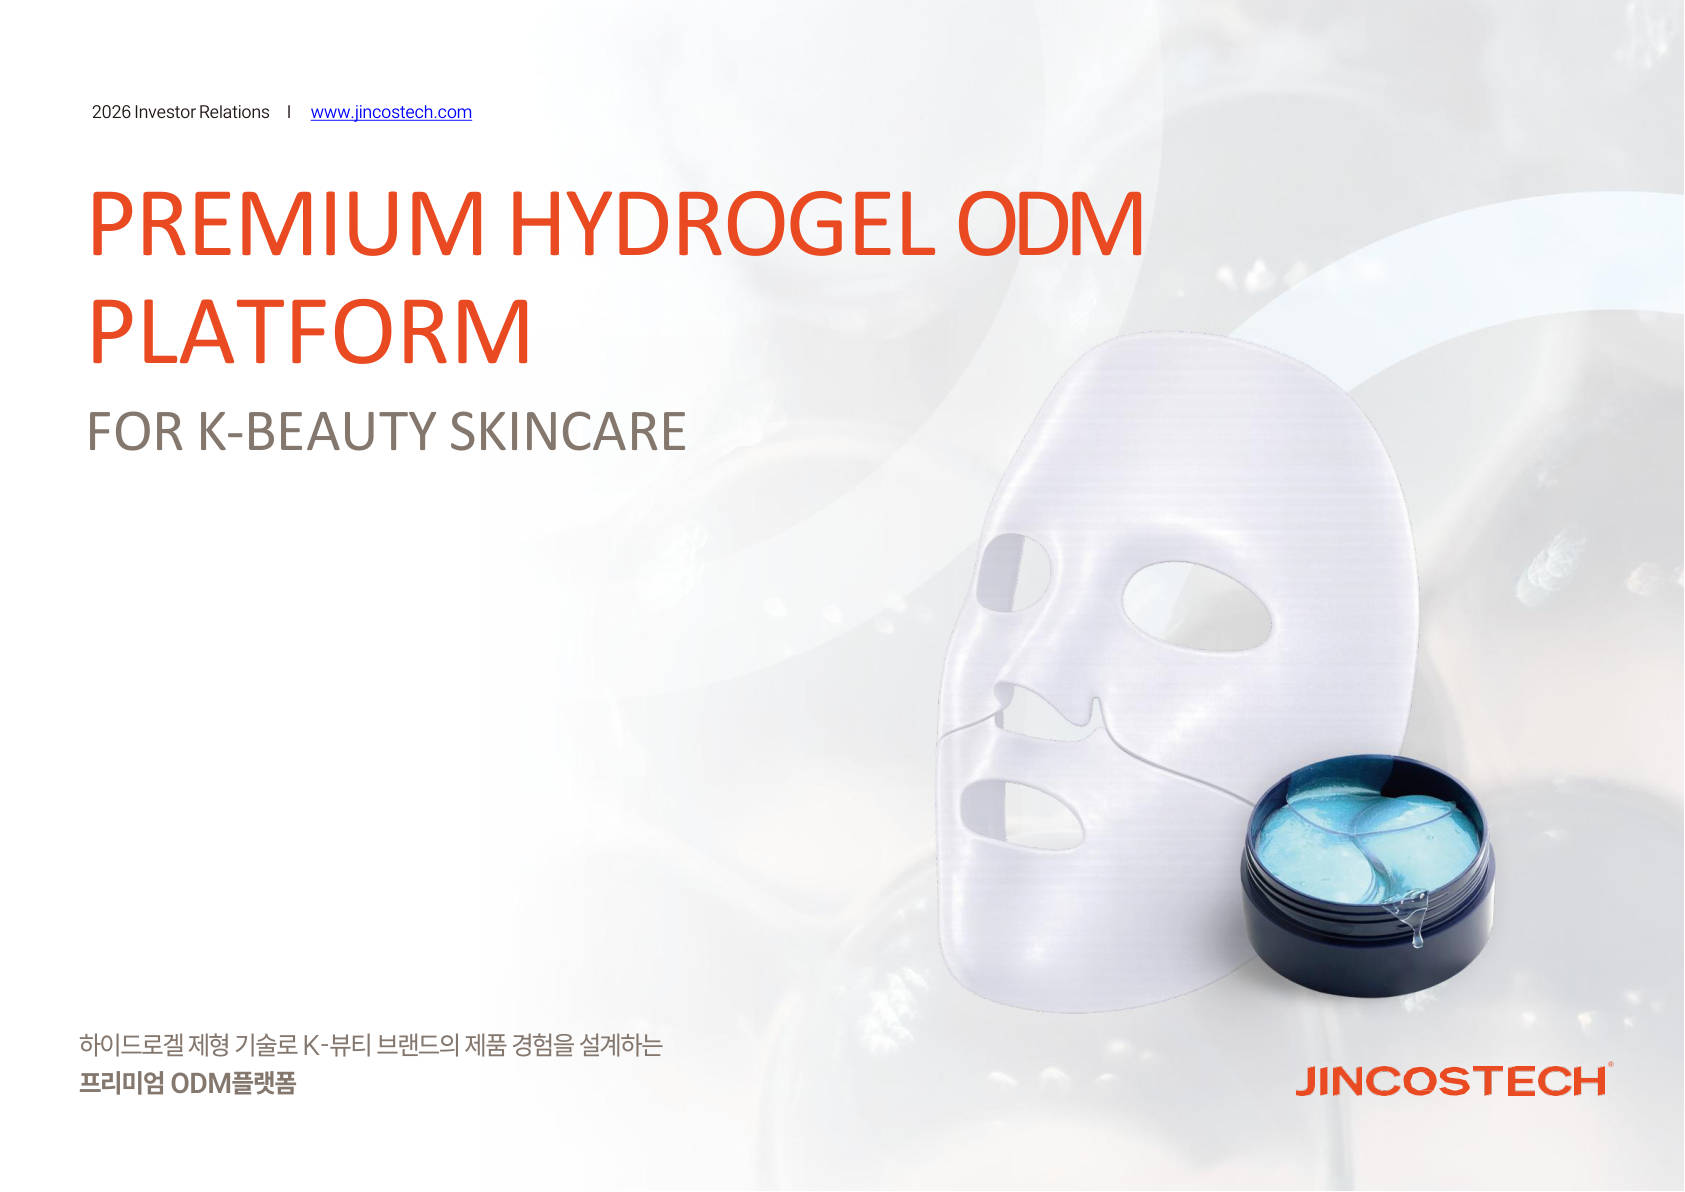 2026 Investor Relations I www.jincostech.com
PREMIUM HYDROGEL ODM
PLATFORM
FOR K-BEAUTY SKINCARE
하이드로겔 제형 기술로 K-뷰티 브랜드의 제품 경험을 설계하는
프리미엄 ODM플랫폼
JINCOSTECH®